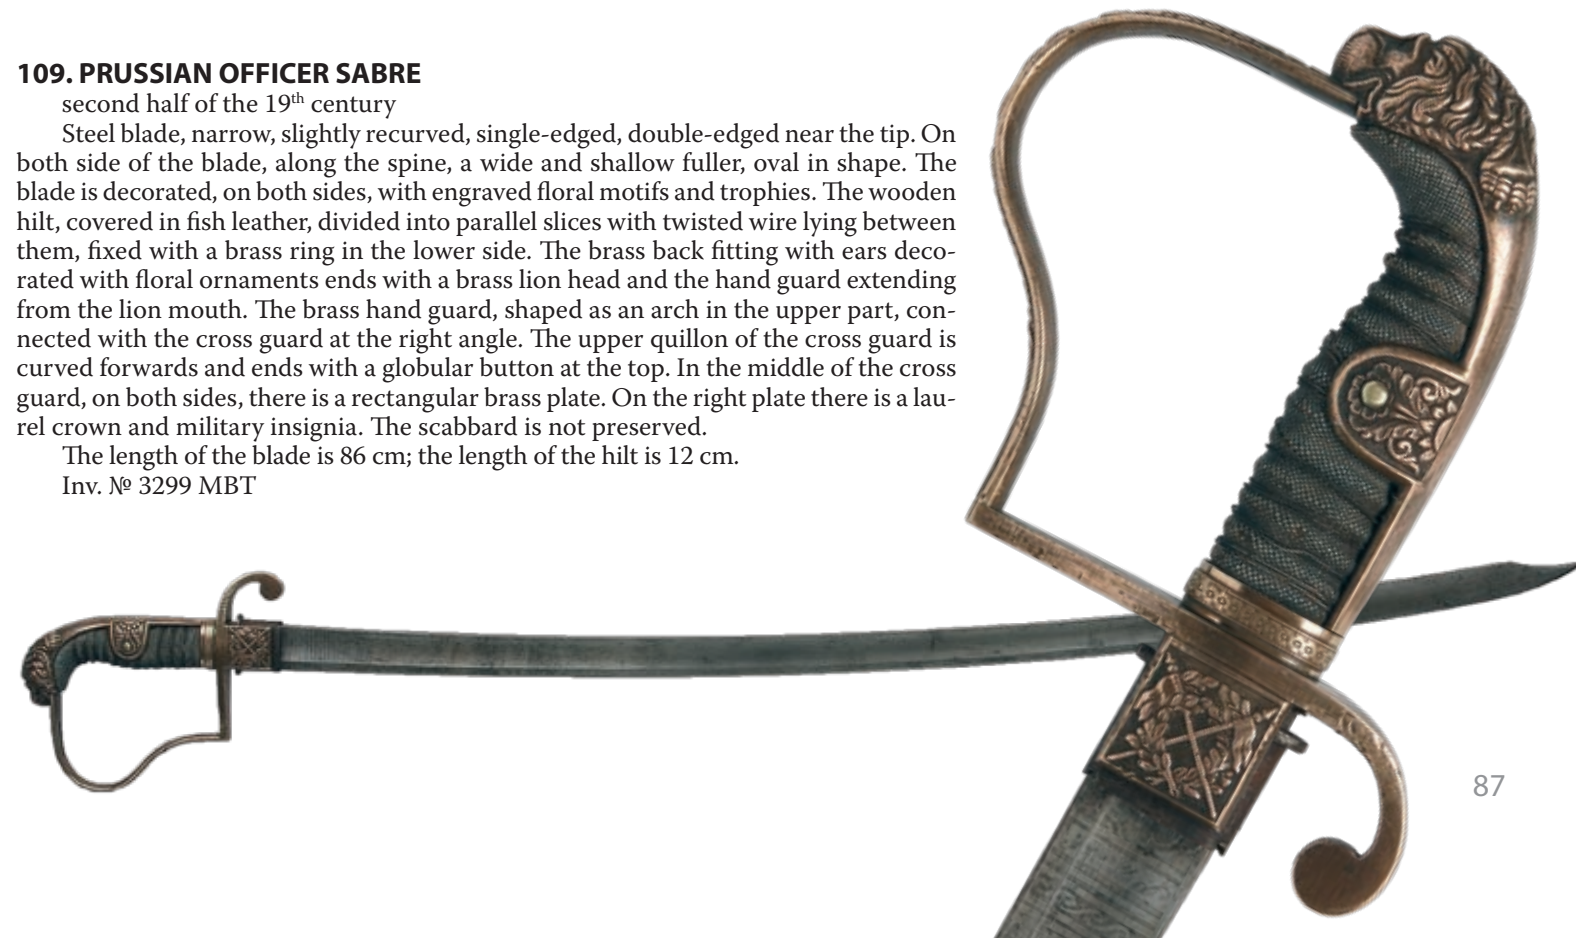 109. PRUSSIAN OFFICER SABRE
second half of the 19th century
Steel blade, narrow, slightly recurved, single-edged, double-edged near the tip. On
both side of the blade, along the spine, a wide and shallow fuller, oval in shape. The
blade is decorated, on both sides, with engraved floral motifs and trophies. The wooden
hilt, covered in fish leather, divided into parallel slices with twisted wire lying between
them, fixed with a brass ring in the lower side. The brass back fitting with ears deco-
rated with floral ornaments ends with a brass lion head and the hand guard extending
from the lion mouth. The brass hand guard, shaped as an arch in the upper part, con-
nected with the cross guard at the right angle. The upper quillon of the cross guard is
curved forwards and ends with a globular button at the top. In the middle of the cross
guard, on both sides, there is a rectangular brass plate. On the right plate there is a lau-
rel crown and military insignia. The scabbard is not preserved.
The length of the blade is 86 cm; the length of the hilt is 12 cm.
Inv. № 3299 MBT
87